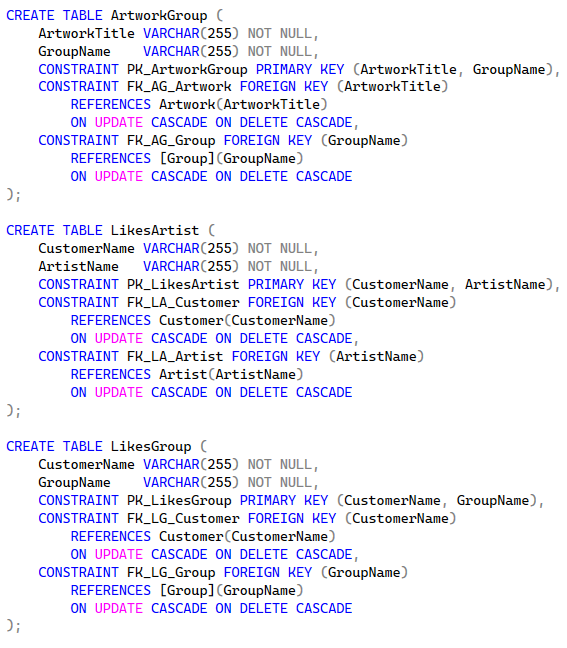 CREATE TABLE ArtworkGroup (
    ArtworkTitle VARCHAR(255) NOT NULL,
    GroupName    VARCHAR(255) NOT NULL,
    CONSTRAINT PK_ArtworkGroup PRIMARY KEY (ArtworkTitle, GroupName),
    CONSTRAINT FK_AG_Artwork FOREIGN KEY (ArtworkTitle)
        REFERENCES Artwork(ArtworkTitle)
        ON UPDATE CASCADE ON DELETE CASCADE,
    CONSTRAINT FK_AG_Group FOREIGN KEY (GroupName)
        REFERENCES [Group](GroupName)
        ON UPDATE CASCADE ON DELETE CASCADE
);

CREATE TABLE LikesArtist (
    CustomerName VARCHAR(255) NOT NULL,
    ArtistName   VARCHAR(255) NOT NULL,
    CONSTRAINT PK_LikesArtist PRIMARY KEY (CustomerName, ArtistName),
    CONSTRAINT FK_LA_Customer FOREIGN KEY (CustomerName)
        REFERENCES Customer(CustomerName)
        ON UPDATE CASCADE ON DELETE CASCADE,
    CONSTRAINT FK_LA_Artist FOREIGN KEY (ArtistName)
        REFERENCES Artist(ArtistName)
        ON UPDATE CASCADE ON DELETE CASCADE
);

CREATE TABLE LikesGroup (
    CustomerName VARCHAR(255) NOT NULL,
    GroupName    VARCHAR(255) NOT NULL,
    CONSTRAINT PK_LikesGroup PRIMARY KEY (CustomerName, GroupName),
    CONSTRAINT FK_LG_Customer FOREIGN KEY (CustomerName)
        REFERENCES Customer(CustomerName)
        ON UPDATE CASCADE ON DELETE CASCADE,
    CONSTRAINT FK_LG_Group FOREIGN KEY (GroupName)
        REFERENCES [Group](GroupName)
        ON UPDATE CASCADE ON DELETE CASCADE
);